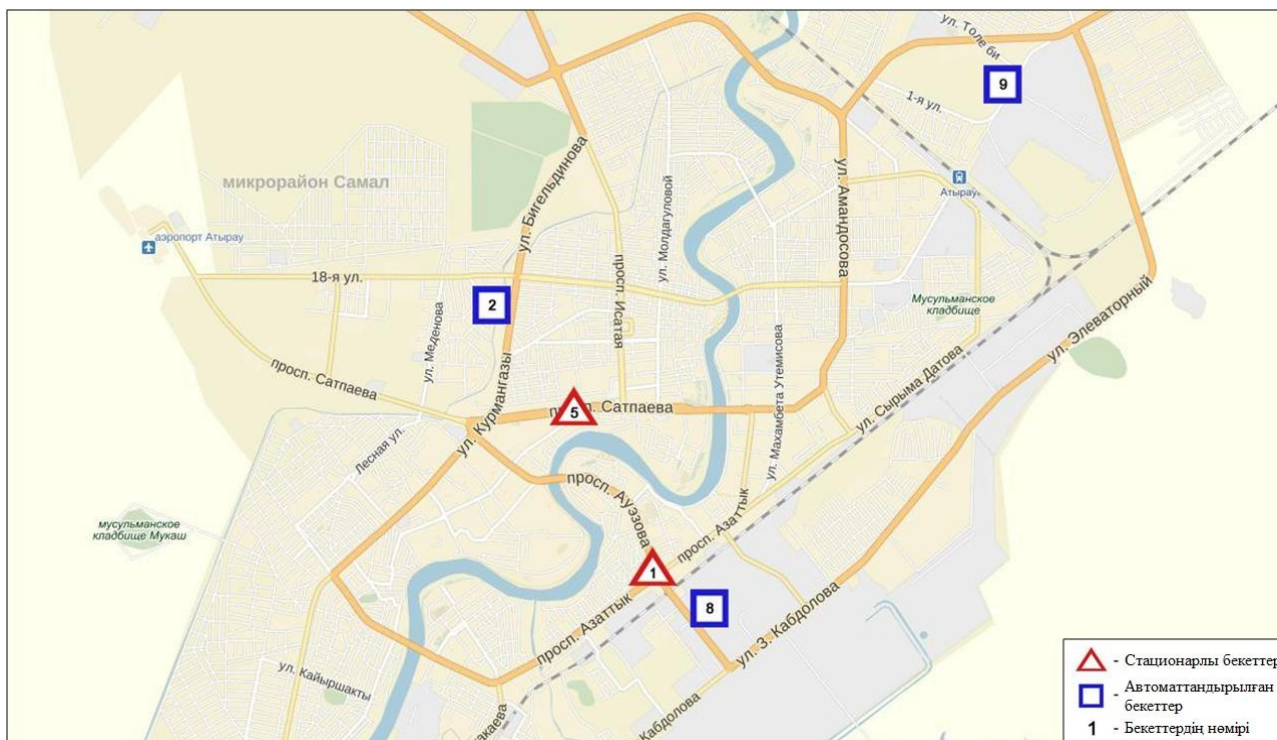 ул. Толе би
9
1-я ул.
ул. Бигельдинова
микрорайон Самал
ул. Молдагуловой
ул. Амандосова
Атырау
аэропорт Атырау
18-я ул.
просп. Исатая
2
Мусульманское
кладбище
ул. Элеваторный
ул. Меденова
просп. Сатпаева
ул. Курмангазы
5
просп. Сатпаева
ул. Махамбета Утемисова
ул. Сырыма Датова
Лесная ул.
просп. Ауэзова
мусульманское
кладбище Мукаш
просп. Азаттык
1
8
просп. Азаттык
ул. З. Кабдолова
ул. Кайыршакты
Кабдолова
- Стационарлы бекеттер
- Автоматтандырылған
бекеттер
1 - Бекеттердің нөмірі